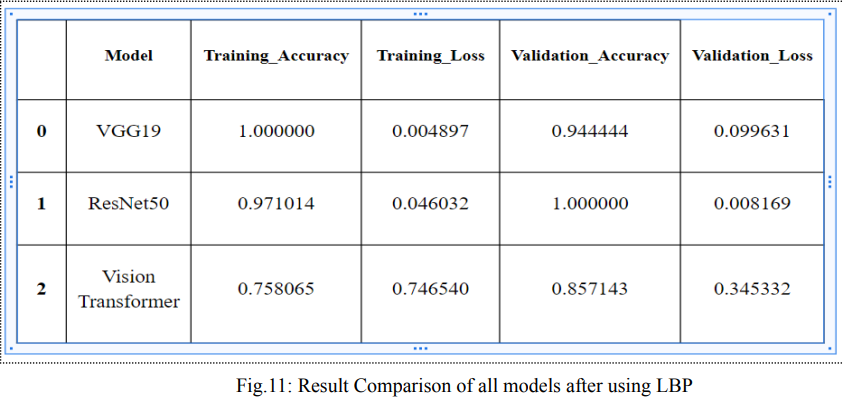 Model Training_Accuracy Training_Loss Validation_Accuracy Validation_Loss
0 VGG19 1.000000 0.004897 0.944444 0.099631
1 ResNet50 0.971014 0.046032 1.000000 0.008169
2 Vision Transformer 0.758065 0.746540 0.857143 0.345332
Fig.11: Result Comparison of all models after using LBP